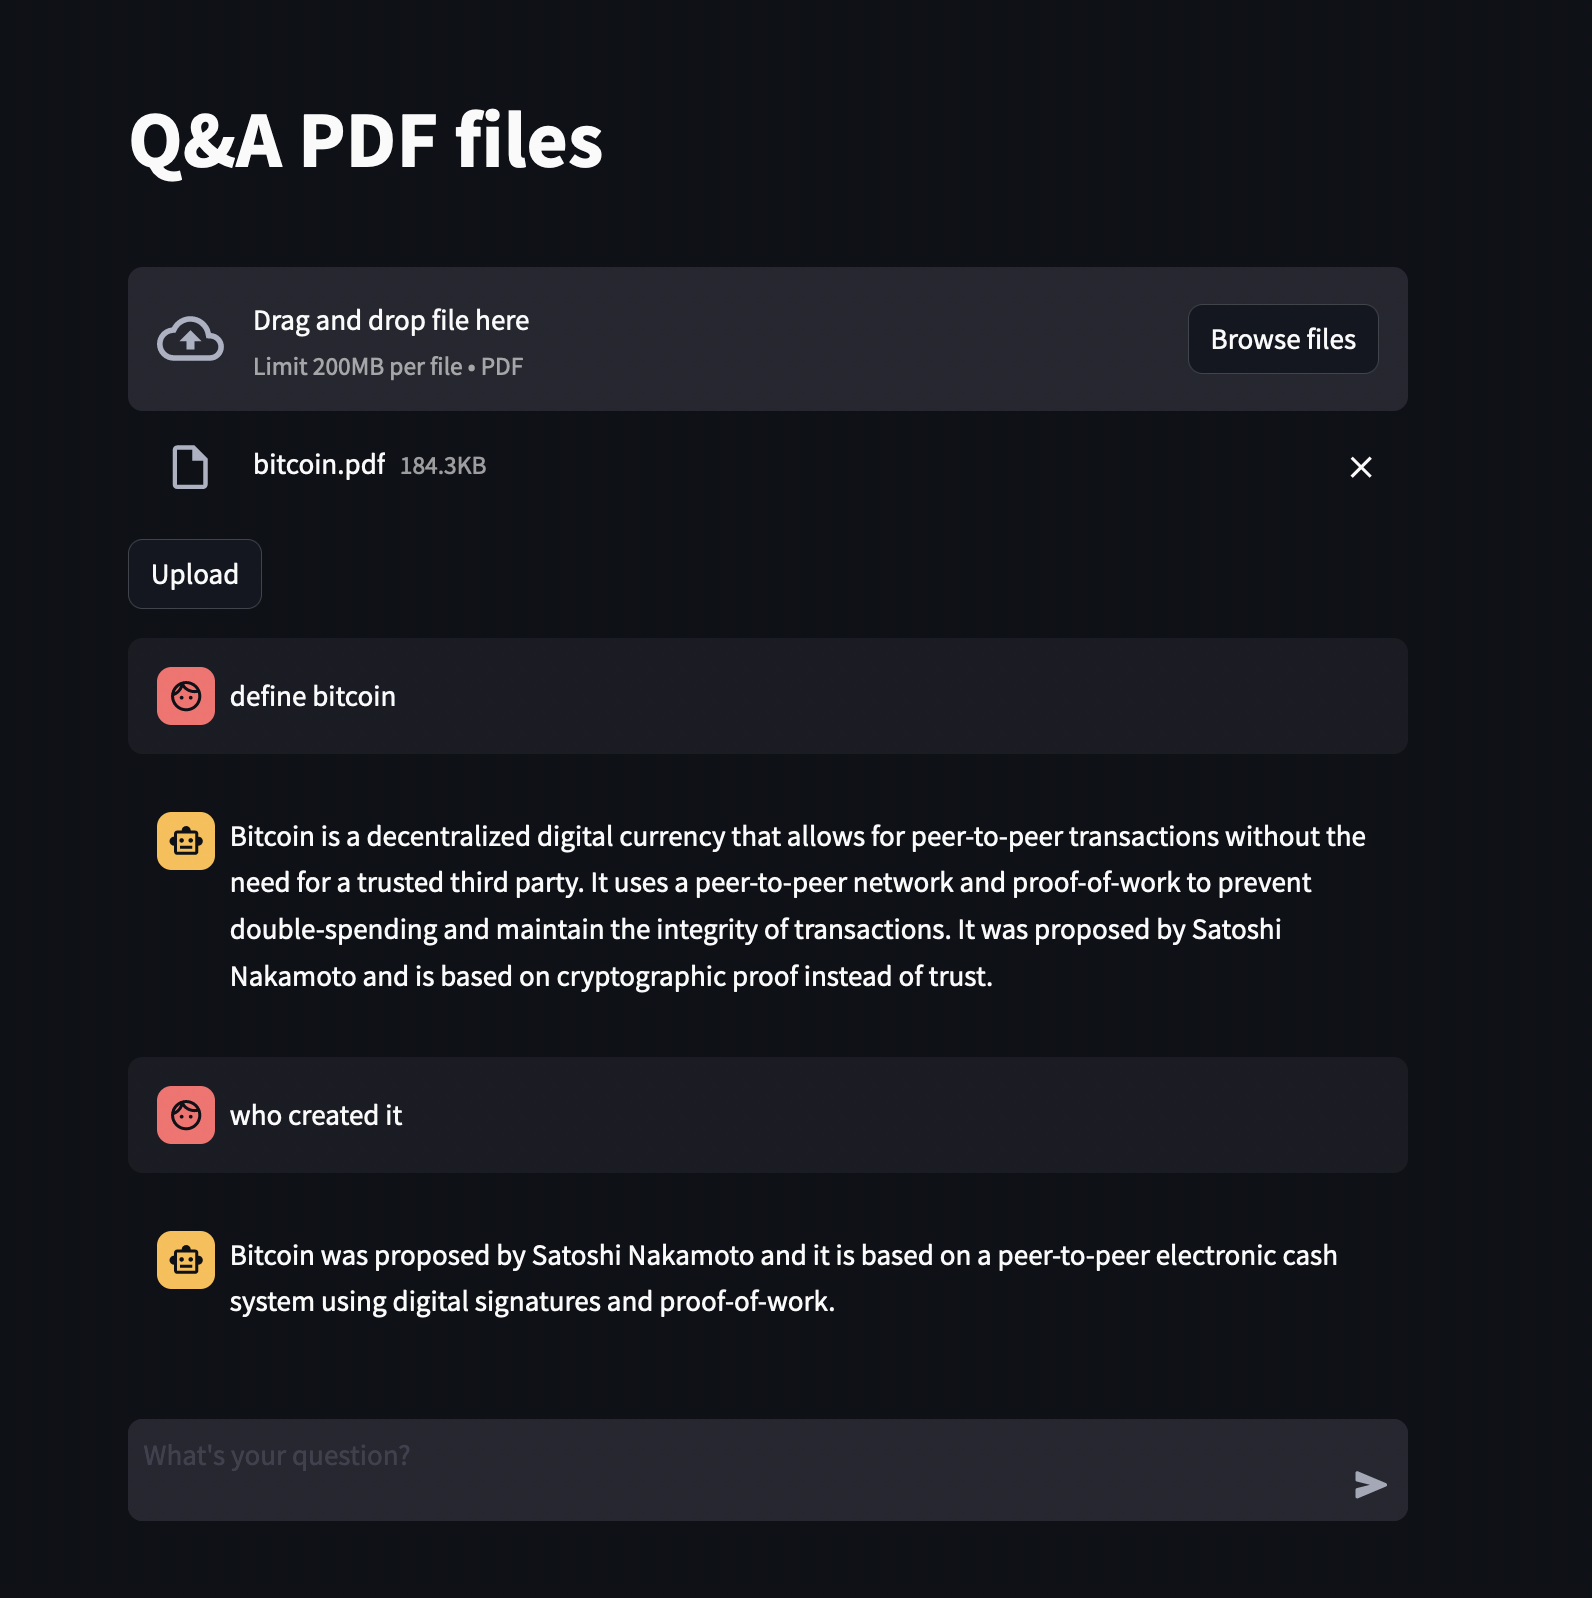 Q&A PDF files
Drag and drop file here
Limit 200MB per file • PDF
Browse files
bitcoin.pdf 184.3KB
Upload
define bitcoin
Bitcoin is a decentralized digital currency that allows for peer-to-peer transactions without the
need for a trusted third party. It uses a peer-to-peer network and proof-of-work to prevent
double-spending and maintain the integrity of transactions. It was proposed by Satoshi
Nakamoto and is based on cryptographic proof instead of trust.
who created it
Bitcoin was proposed by Satoshi Nakamoto and it is based on a peer-to-peer electronic cash
system using digital signatures and proof-of-work.
What's your question?